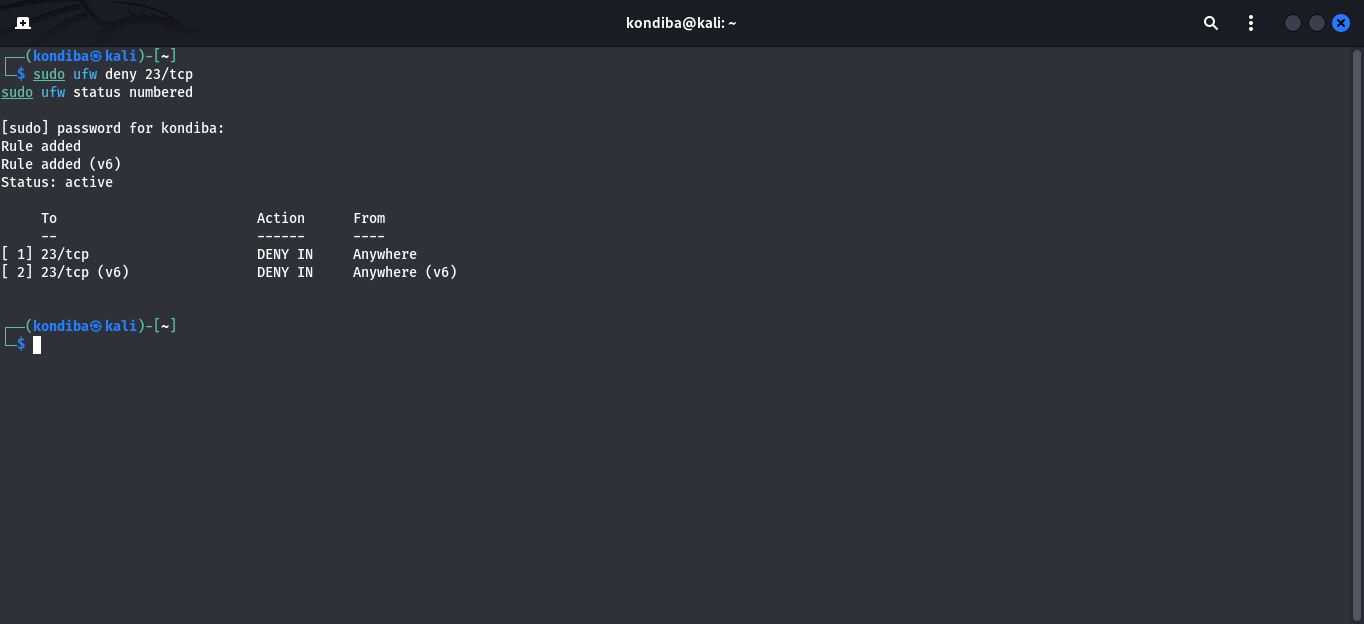 kondiba@kali: ~
┌──(kondiba㉿kali)-[~]
└─$ sudo ufw deny 23/tcp
sudo ufw status numbered
[sudo] password for kondiba:
Rule added
Rule added (v6)
Status: active
     To                         Action      From
     --                         ------      ----
[ 1] 23/tcp                     DENY IN     Anywhere
[ 2] 23/tcp (v6)                DENY IN     Anywhere (v6)
┌──(kondiba㉿kali)-[~]
└─$